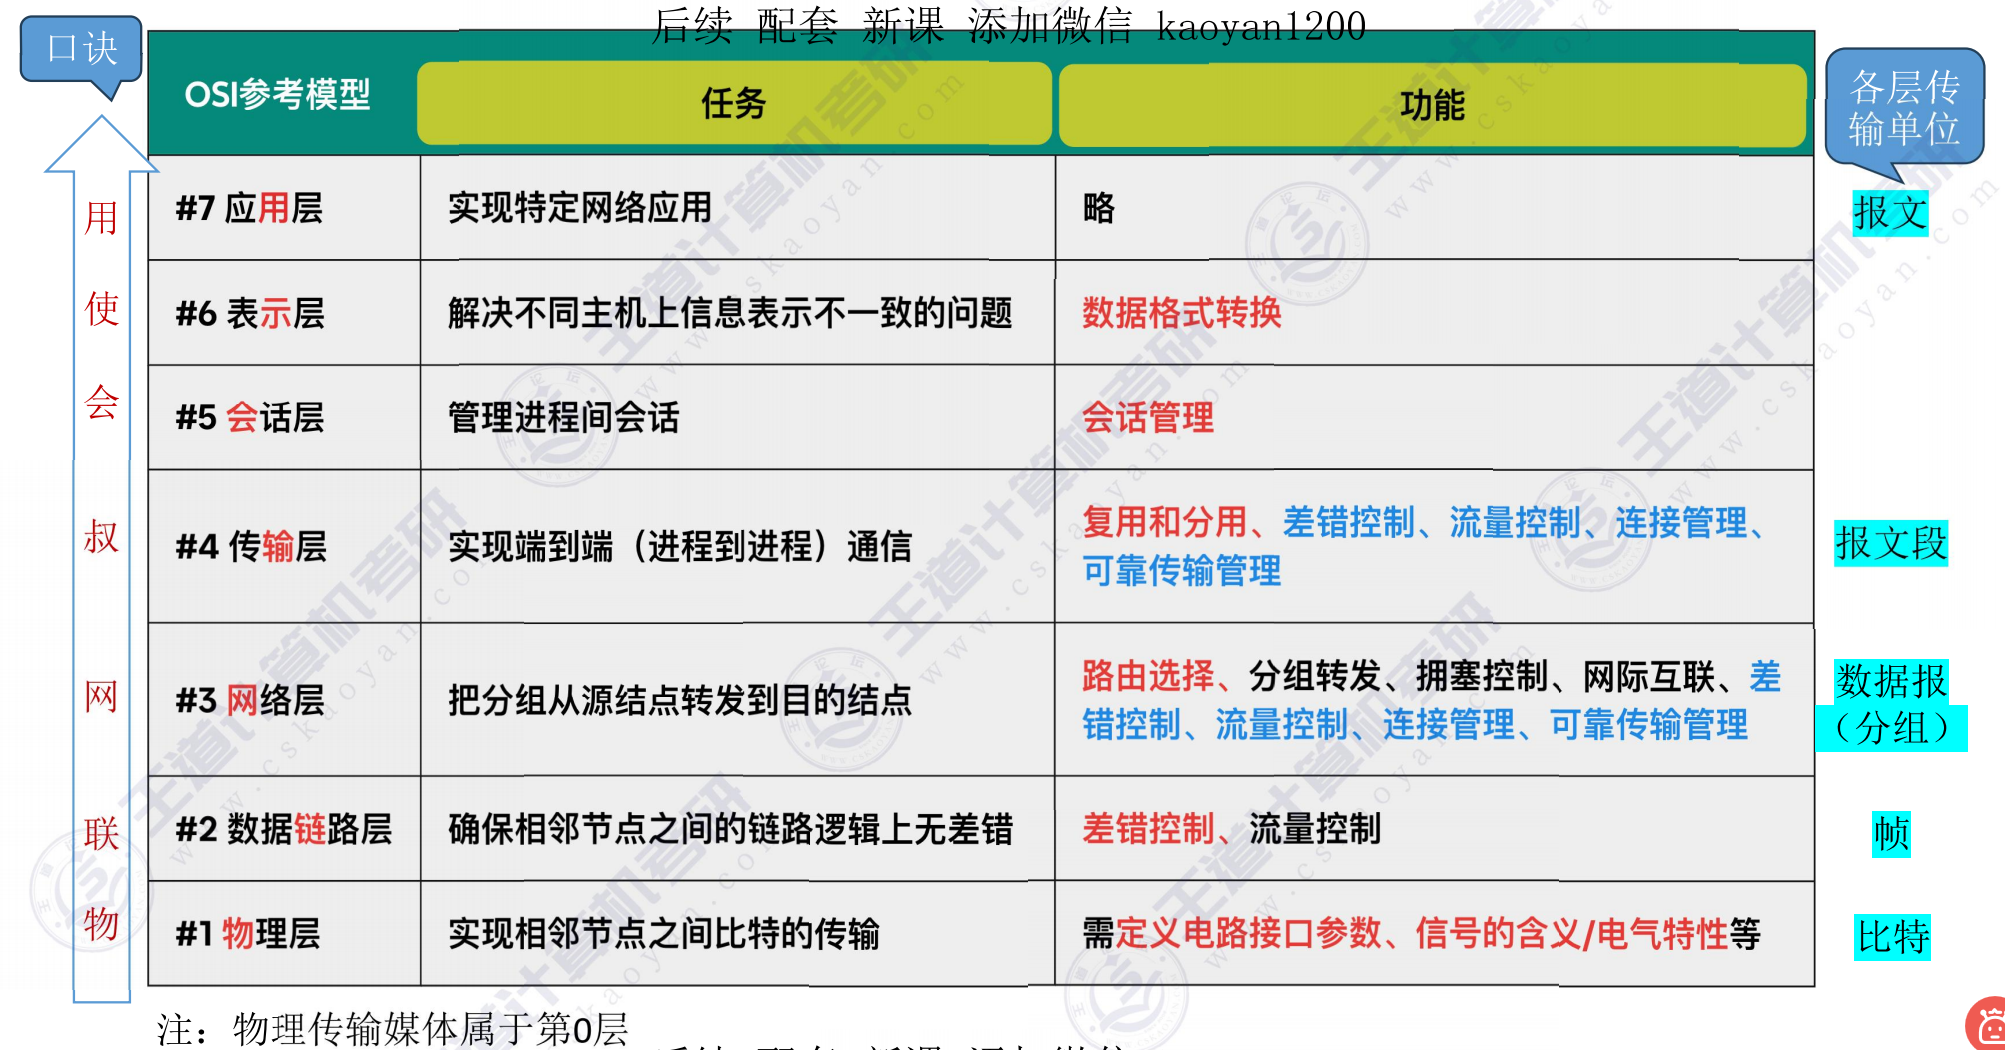 后续 配套 新课 添加微信 kaoyan1200
口诀
OSI参考模型
任务
功能
各层传
输单位
用
#7 应用层
实现特定网络应用
略
报文
使
#6 表示层
解决不同主机上信息表示不一致的问题
数据格式转换
会
#5 会话层
管理进程间会话
会话管理
叔
#4 传输层
实现端到端（进程到进程）通信
复用和分用、差错控制、流量控制、连接管理、
可靠传输管理
报文段
网
#3 网络层
把分组从源结点转发到目的结点
路由选择、分组转发、拥塞控制、网际互联、差
错控制、流量控制、连接管理、可靠传输管理
数据报
（分组）
联
#2 数据链路层
确保相邻节点之间的链路逻辑上无差错
差错控制、流量控制
帧
物
#1 物理层
实现相邻节点之间比特的传输
需定义电路接口参数、信号的含义/电气特性等
比特
注：物理传输媒体属于第0层
王道计算机考研
www.cskaoyan.com